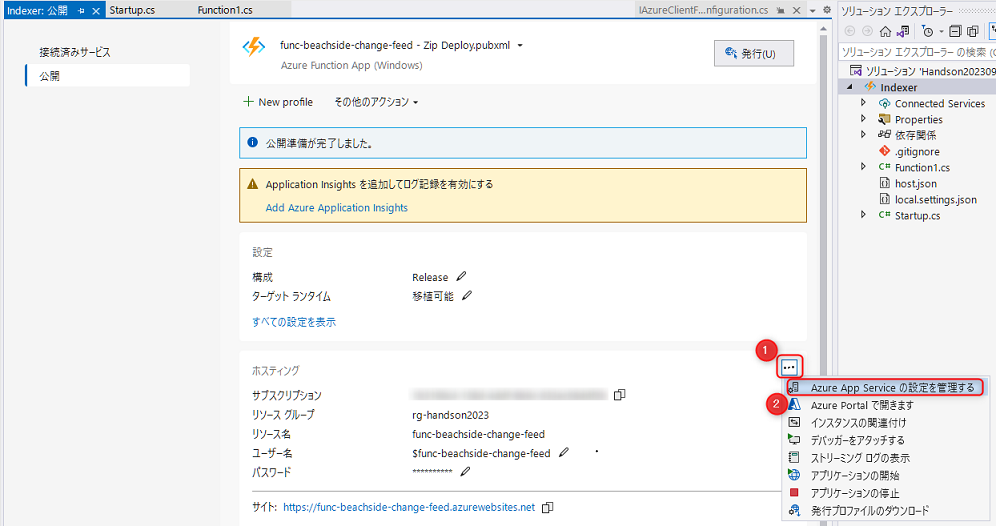 Indexer: 公開
Startup.cs
Function1.cs
IAzureClientF...nfiguration.cs
ソリューション エクスプローラー
ソリューション エクスプローラー の検索 (C
接続済みサービス
公開
func-beachside-change-feed - Zip Deploy.pubxml
Azure Function App (Windows)
発行(U)
New profile
その他のアクション
公開準備が完了しました。
Application Insights を追加してログ記録を有効にする
Add Azure Application Insights
設定
構成
Release
ターゲット ランタイム
移植可能
すべての設定を表示
ホスティング
サブスクリプション
リソース グループ
rg-handson2023
リソース名
func-beachside-change-feed
ユーザー名
$func-beachside-change-feed
パスワード
**********
サイト: https://func-beachside-change-feed.azurewebsites.net
1
2
Azure App Service の設定を管理する
Azure Portal で開きます
インスタンスの関連付け
デバッガーをアタッチする
ストリーミング ログの表示
アプリケーションの開始
アプリケーションの停止
発行プロファイルのダウンロード
ソリューション 'Handson202309
Indexer
Connected Services
Properties
依存関係
.gitignore
C# Function1.cs
host.json
local.settings.json
C# Startup.cs